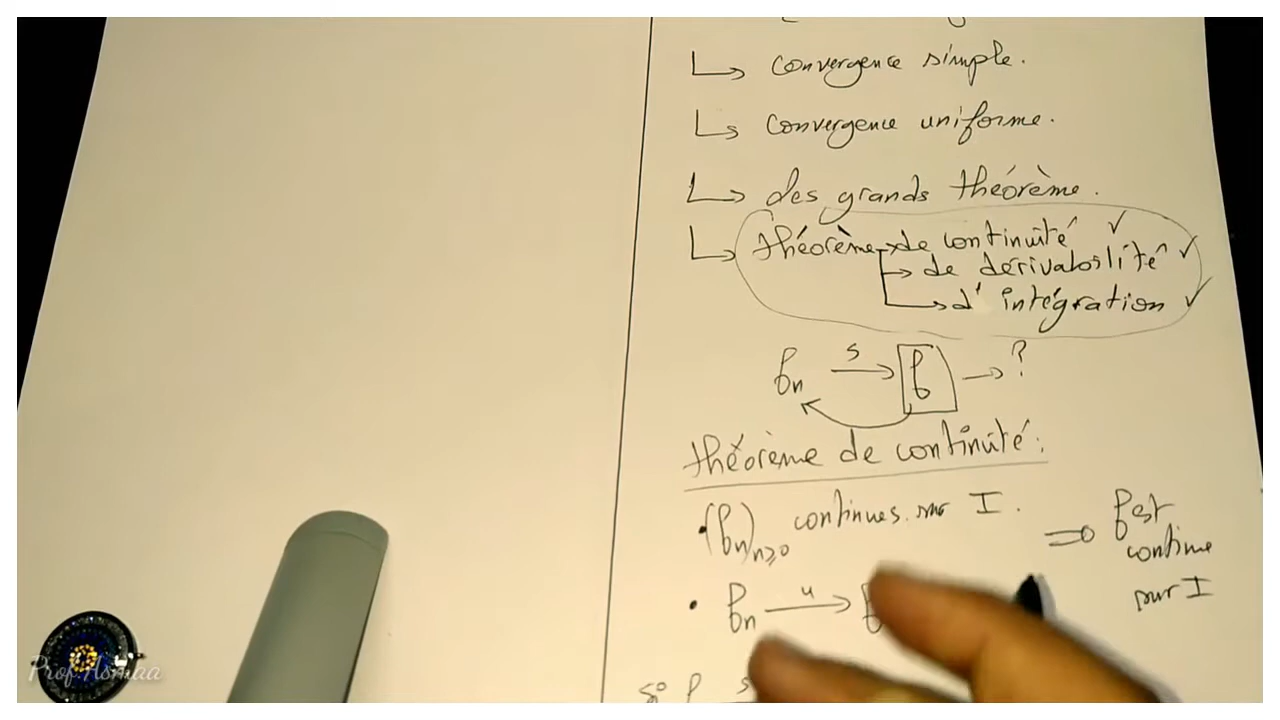 ↳ convergence simple.
↳ convergence uniforme.
↳ des grands théorème.
↳ théorème → de continuité ✓
→ de dérivabilité ✓
→ d'intégration ✓
fn —s→ f → ?
théorème de continuité:
• (fn)n≥0 continues sur I. ⇒ f est continue sur I
• fn —u→ f
Prof.Asmaa